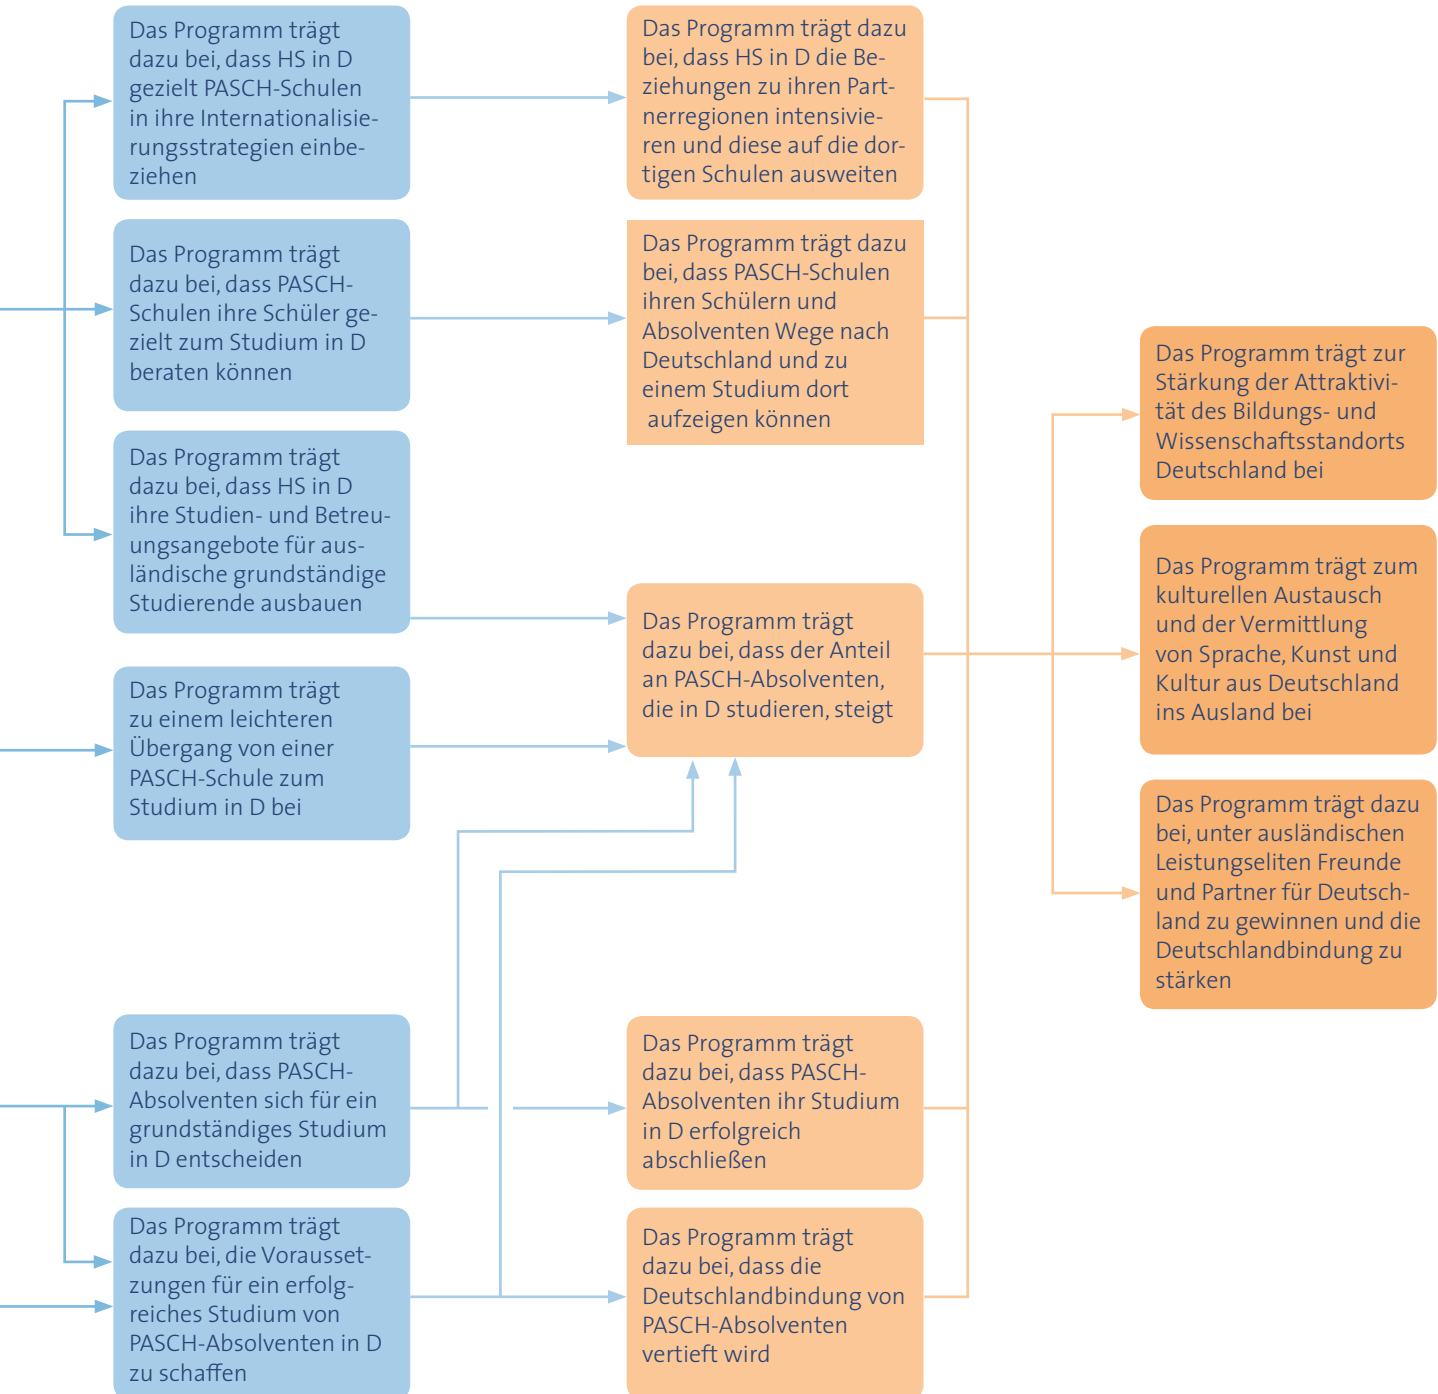 Das Programm trägt
dazu bei, dass HS in D
gezielt PASCH-Schulen
in ihre Internationalisie-
rungsstrategien einbe-
ziehen
Das Programm trägt
dazu bei, dass PASCH-
Schulen ihre Schüler ge-
zielt zum Studium in D
beraten können
Das Programm trägt
dazu bei, dass HS in D
ihre Studien- und Betreu-
ungsangebote für aus-
ländische grundständige
Studierende ausbauen
Das Programm trägt
zu einem leichteren
Übergang von einer
PASCH-Schule zum
Studium in D bei
Das Programm trägt
dazu bei, dass PASCH-
Absolventen sich für ein
grundständiges Studium
in D entscheiden
Das Programm trägt
dazu bei, die Vorausset-
zungen für ein erfolg-
reiches Studium von
PASCH-Absolventen in D
zu schaffen
Das Programm trägt dazu
bei, dass HS in D die Be-
ziehungen zu ihren Part-
nerregionen intensivie-
ren und diese auf die dor-
tigen Schulen ausweiten
Das Programm trägt dazu
bei, dass PASCH-Schulen
ihren Schülern und
Absolventen Wege nach
Deutschland und zu
einem Studium dort
aufzeigen können
Das Programm trägt
dazu bei, dass der Anteil
an PASCH-Absolventen,
die in D studieren, steigt
Das Programm trägt
dazu bei, dass PASCH-
Absolventen ihr Studium
in D erfolgreich
abschließen
Das Programm trägt
dazu bei, dass die
Deutschlandbindung von
PASCH-Absolventen
vertieft wird
Das Programm trägt zur
Stärkung der Attraktivi-
tät des Bildungs- und
Wissenschaftsstandorts
Deutschland bei
Das Programm trägt zum
kulturellen Austausch
und der Vermittlung
von Sprache, Kunst und
Kultur aus Deutschland
ins Ausland bei
Das Programm trägt dazu
bei, unter ausländischen
Leistungseliten Freunde
und Partner für Deutsch-
land zu gewinnen und die
Deutschlandbindung zu
stärken